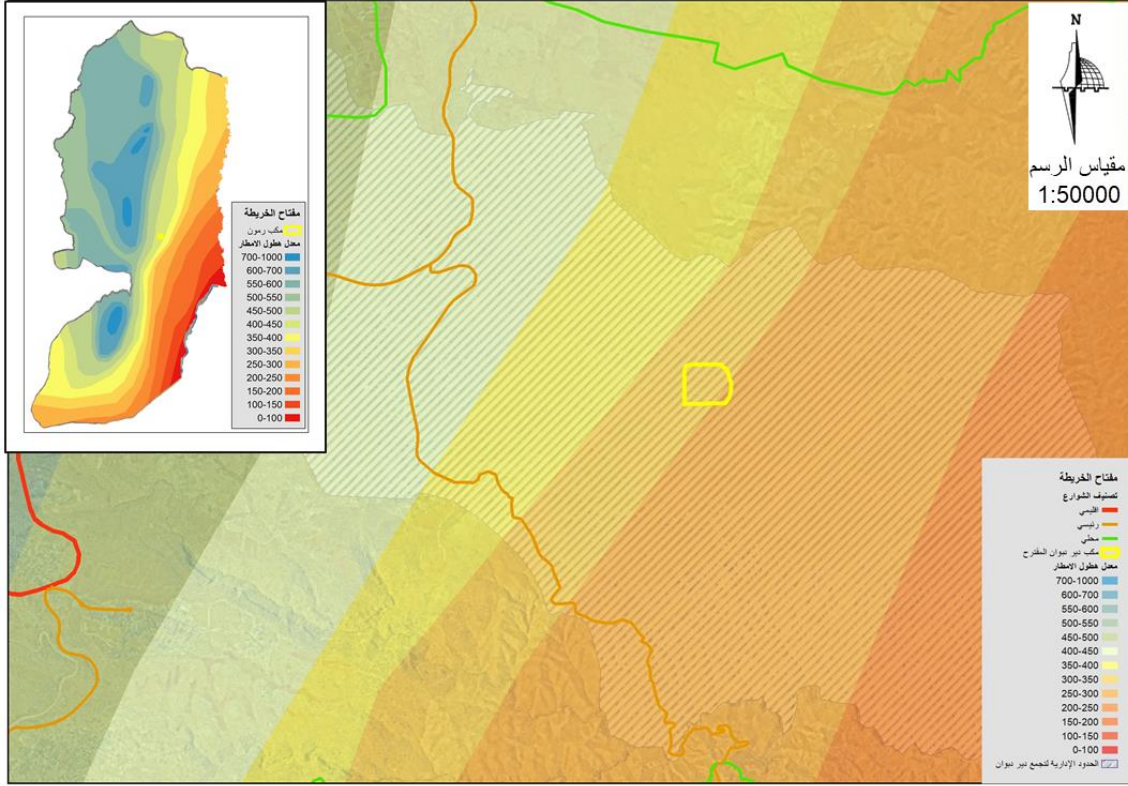 مفتاح الخريطة
مكب رمون
معدل هطول الامطار
700-1000
600-700
550-600
500-550
450-500
400-450
350-400
300-350
250-300
200-250
150-200
100-150
0-100
N
مقياس الرسم
1:50000
مفتاح الخريطة
تصنيف الشوارع
اقليمي
رئيسي
محلي
مكب دير دبوان المقترح
معدل هطول الامطار
700-1000
600-700
550-600
500-550
450-500
400-450
350-400
300-350
250-300
200-250
150-200
100-150
0-100
الحدود الإدارية لتجمع دير دبوان